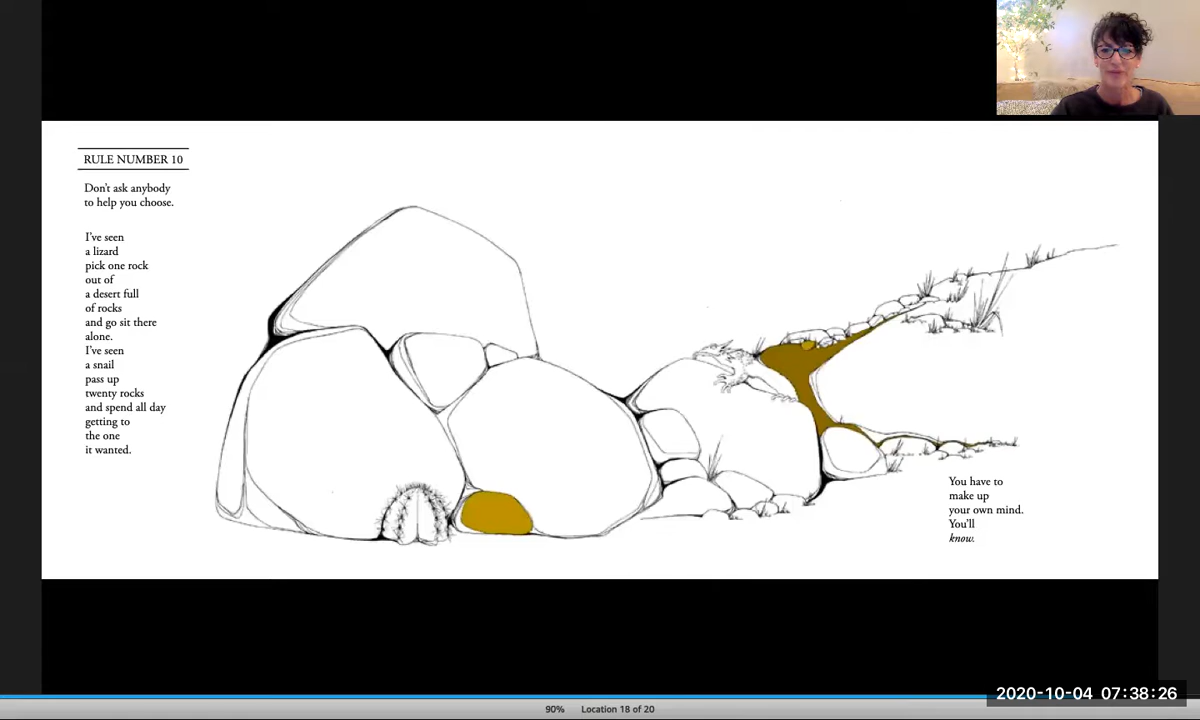 RULE NUMBER 10
Don't ask anybody
to help you choose.
I've seen
a lizard
pick one rock
out of
a desert full
of rocks
and go sit there
alone.
I've seen
a snail
pass up
twenty rocks
and spend all day
getting to
the one
it wanted.
You have to
make up
your own mind.
You'll
know.
2020-10-04 07:38:26
90% Location 18 of 20